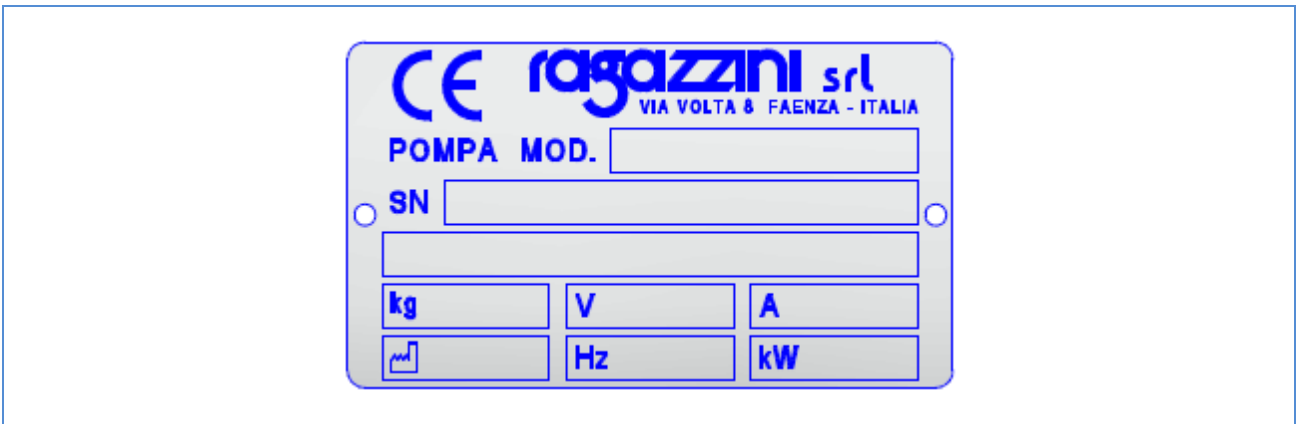 CE ragazzini srl
VIA VOLTA 8 FAENZA - ITALIA
POMPA MOD.
SN
kg V A
Hz kW